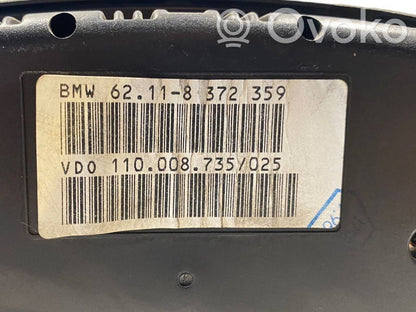 Ovoko
BMW 62.11-8 372 359
VDO 110.008.735/025